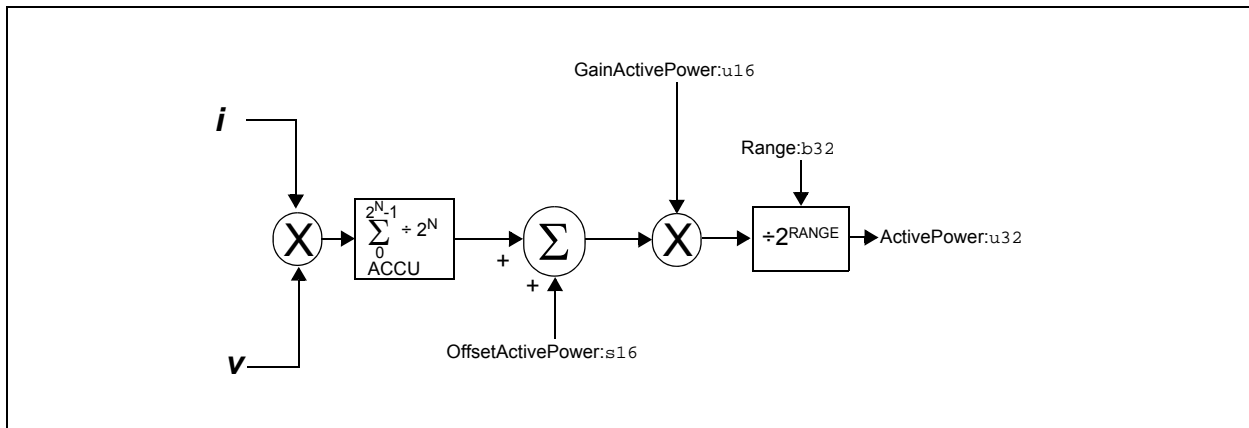 GainActivePower:u16
i
Range:b32
X
2^N-1
Σ ÷ 2^N
0
ACCU
+
Σ
+
X
÷2^RANGE
ActivePower:u32
OffsetActivePower:s16
v